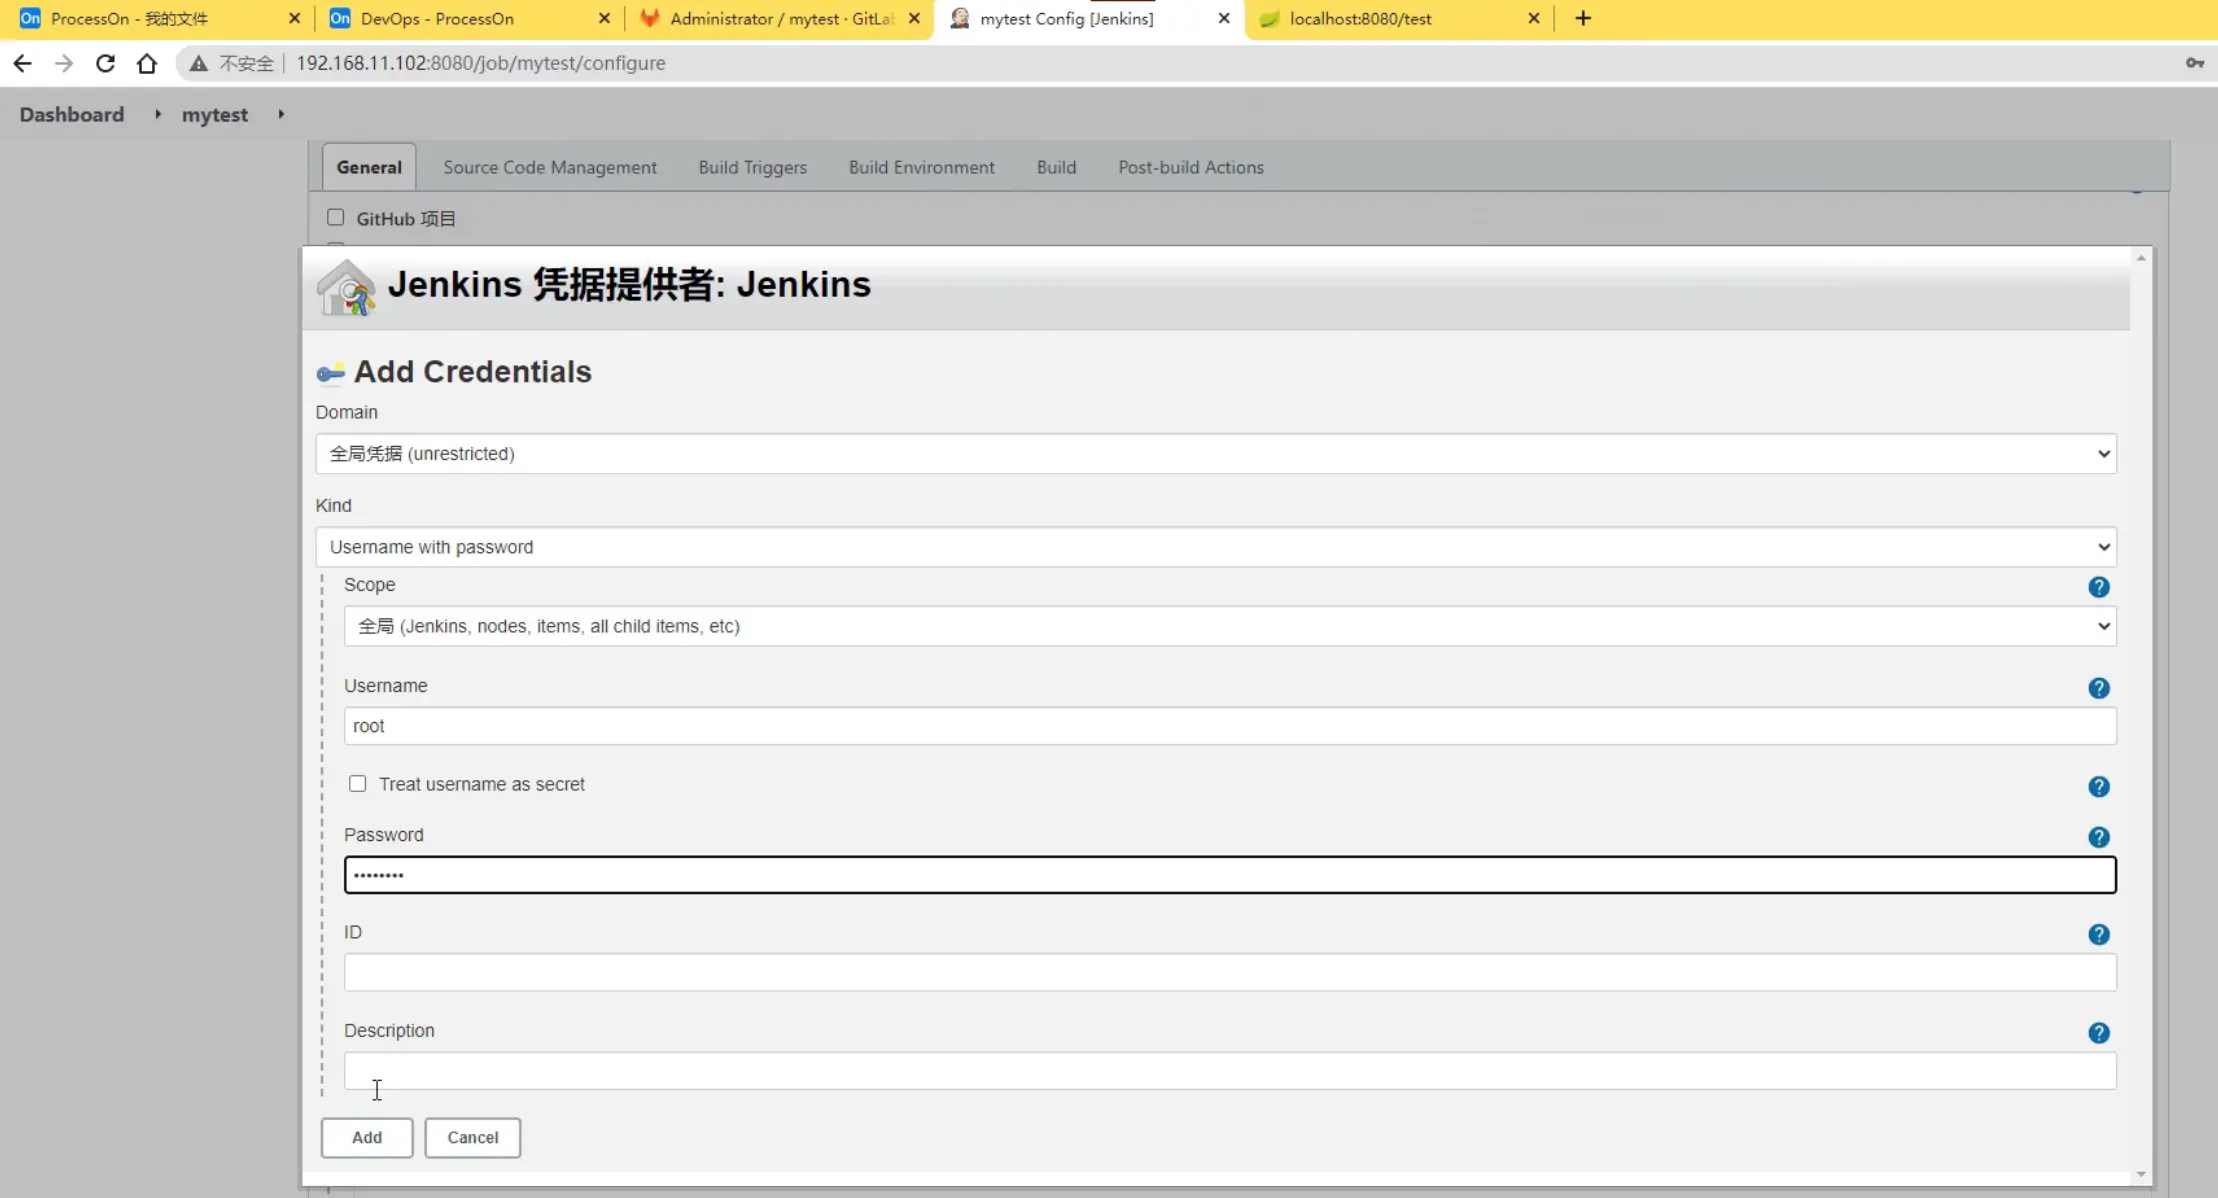 On ProcessOn - 我的文件
On DevOps - ProcessOn
Administrator / mytest · GitLa
mytest Config [Jenkins]
localhost:8080/test
不安全 192.168.11.102:8080/job/mytest/configure
Dashboard mytest
General Source Code Management Build Triggers Build Environment Build Post-build Actions
GitHub 项目
Jenkins 凭据提供者: Jenkins
Add Credentials
Domain
全局凭据 (unrestricted)
Kind
Username with password
Scope
全局 (Jenkins, nodes, items, all child items, etc)
Username
root
Treat username as secret
Password
••••••••
ID
Description
Add Cancel